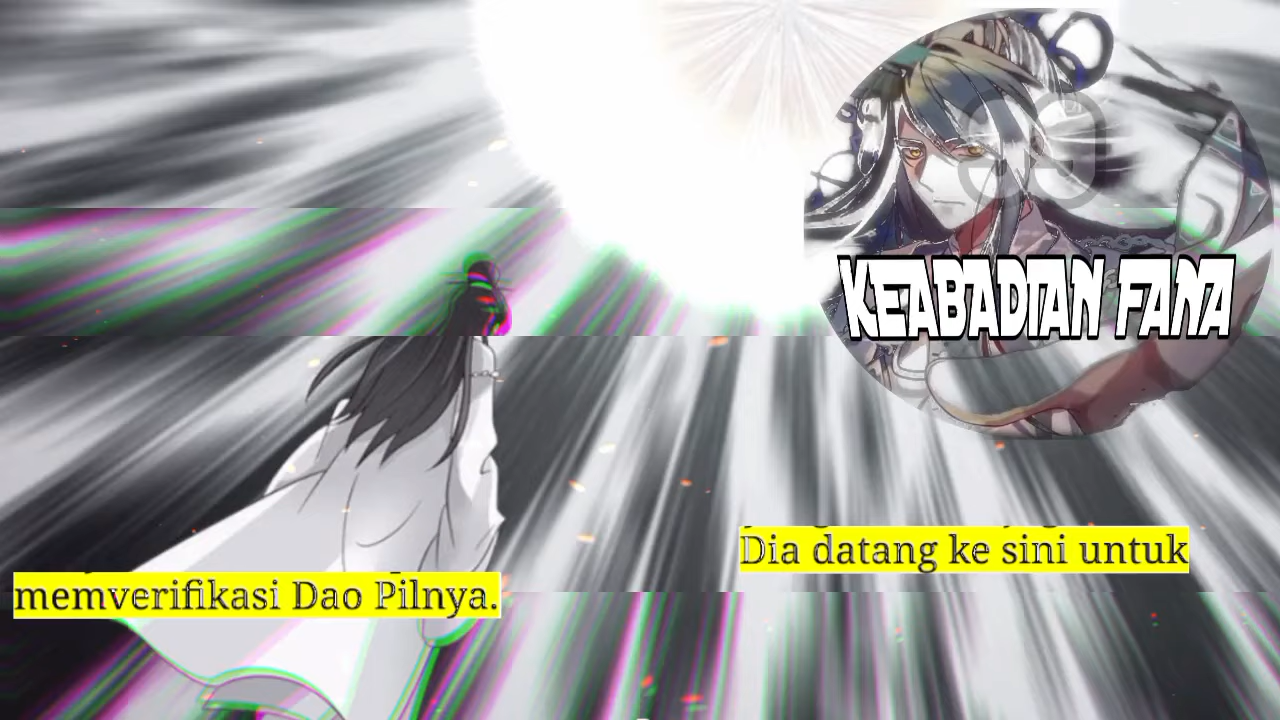 KEABADIAN FANA
Dia datang ke sini untuk
memverifikasi Dao Pilnya.